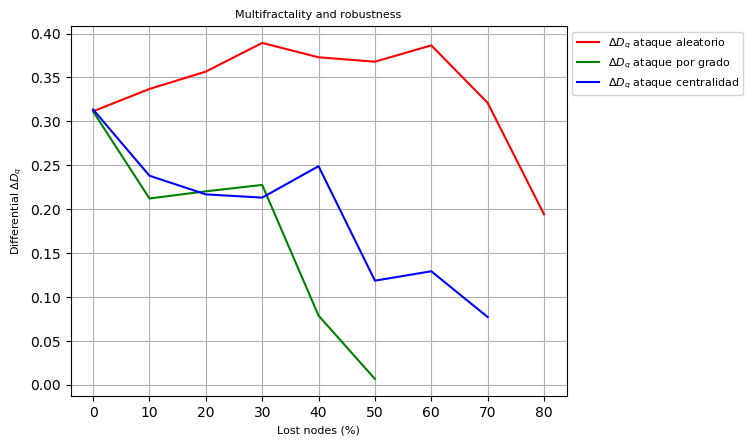 Multifractality and robustness
ΔD_q ataque aleatorio
ΔD_q ataque por grado
ΔD_q ataque centralidad
Differential ΔD_q
0.40
0.35
0.30
0.25
0.20
0.15
0.10
0.05
0.00
0 10 20 30 40 50 60 70 80
Lost nodes (%)